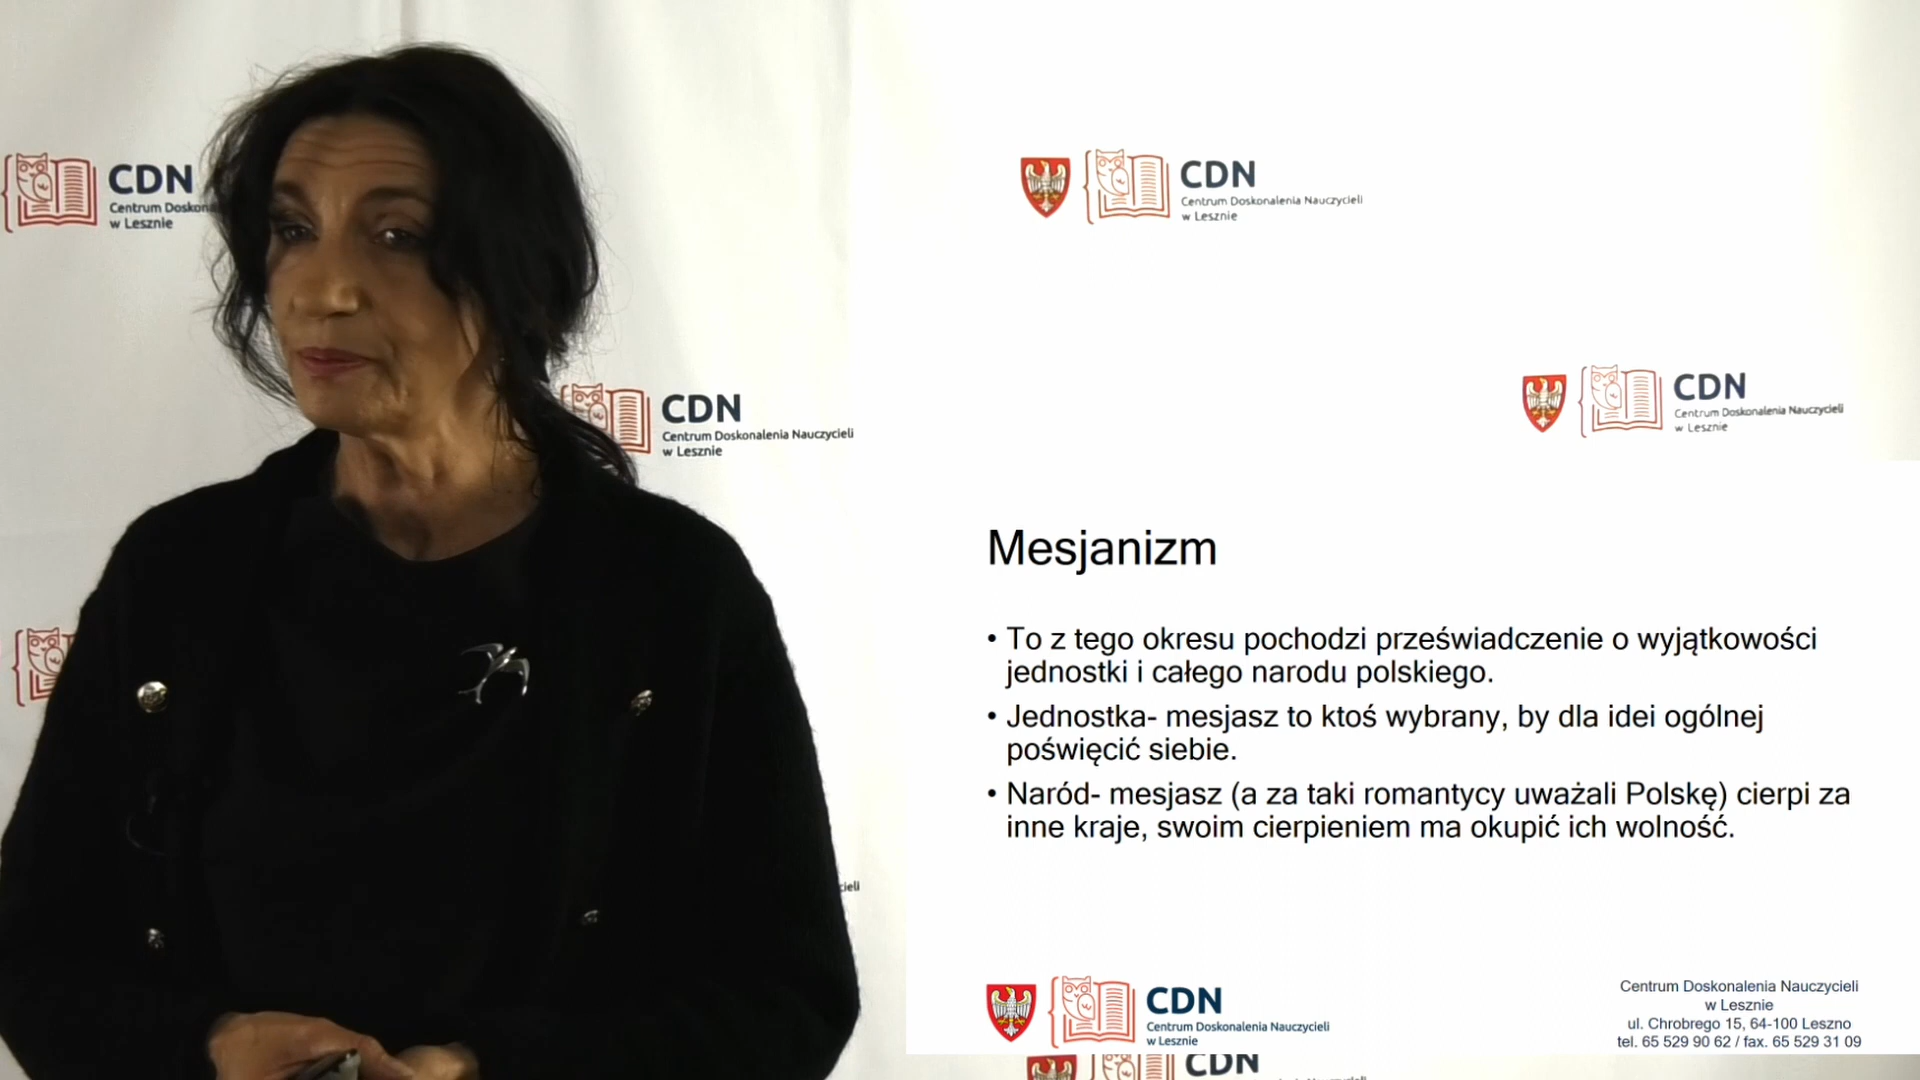 CDN
Centrum Doskona
w Lesznie
CDN
Centrum Doskonalenia Nauczycieli
w Lesznie
cieli
CDN
Centrum Doskonalenia Nauczycieli
w Lesznie
CDN
Centrum Doskonalenia Nauczycieli
w Lesznie
Mesjanizm
• To z tego okresu pochodzi przeświadczenie o wyjątkowości
jednostki i całego narodu polskiego.
• Jednostka- mesjasz to ktoś wybrany, by dla idei ogólnej
poświęcić siebie.
• Naród- mesjasz (a za taki romantycy uważali Polskę) cierpi za
inne kraje, swoim cierpieniem ma okupić ich wolność.
CDN
Centrum Doskonalenia Nauczycieli
w Lesznie
Centrum Doskonalenia Nauczycieli
w Lesznie
ul. Chrobrego 15, 64-100 Leszno
tel. 65 529 90 62 / fax. 65 529 31 09
CDN